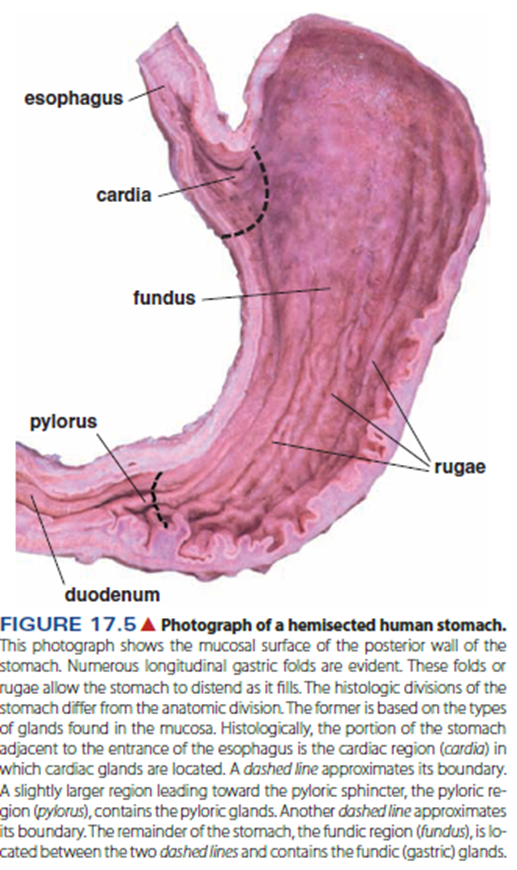 esophagus
cardia
fundus
pylorus
rugae
duodenum
FIGURE 17.5 ▲ Photograph of a hemisected human stomach.
This photograph shows the mucosal surface of the posterior wall of the
stomach. Numerous longitudinal gastric folds are evident. These folds or
rugae allow the stomach to distend as it fills. The histologic divisions of the
stomach differ from the anatomic division. The former is based on the types
of glands found in the mucosa. Histologically, the portion of the stomach
adjacent to the entrance of the esophagus is the cardiac region (cardia) in
which cardiac glands are located. A dashed line approximates its boundary.
A slightly larger region leading toward the pyloric sphincter, the pyloric re-
gion (pylorus), contains the pyloric glands. Another dashed line approximates
its boundary. The remainder of the stomach, the fundic region (fundus), is lo-
cated between the two dashed lines and contains the fundic (gastric) glands.